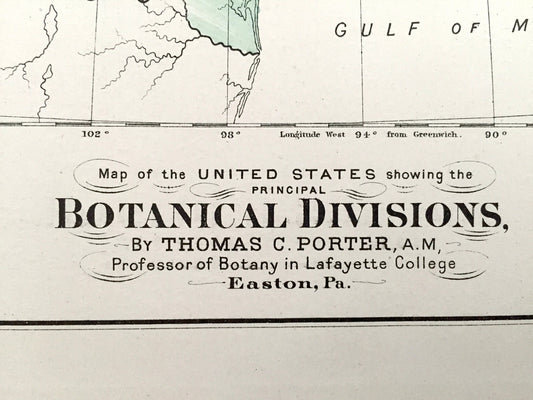 GULF OF M
102° 98° Longitude West 94° from Greenwich. 90°
Map of the UNITED STATES showing the
PRINCIPAL
BOTANICAL DIVISIONS,
BY THOMAS C. PORTER, A.M,
Professor of Botany in Lafayette College
Easton, Pa.